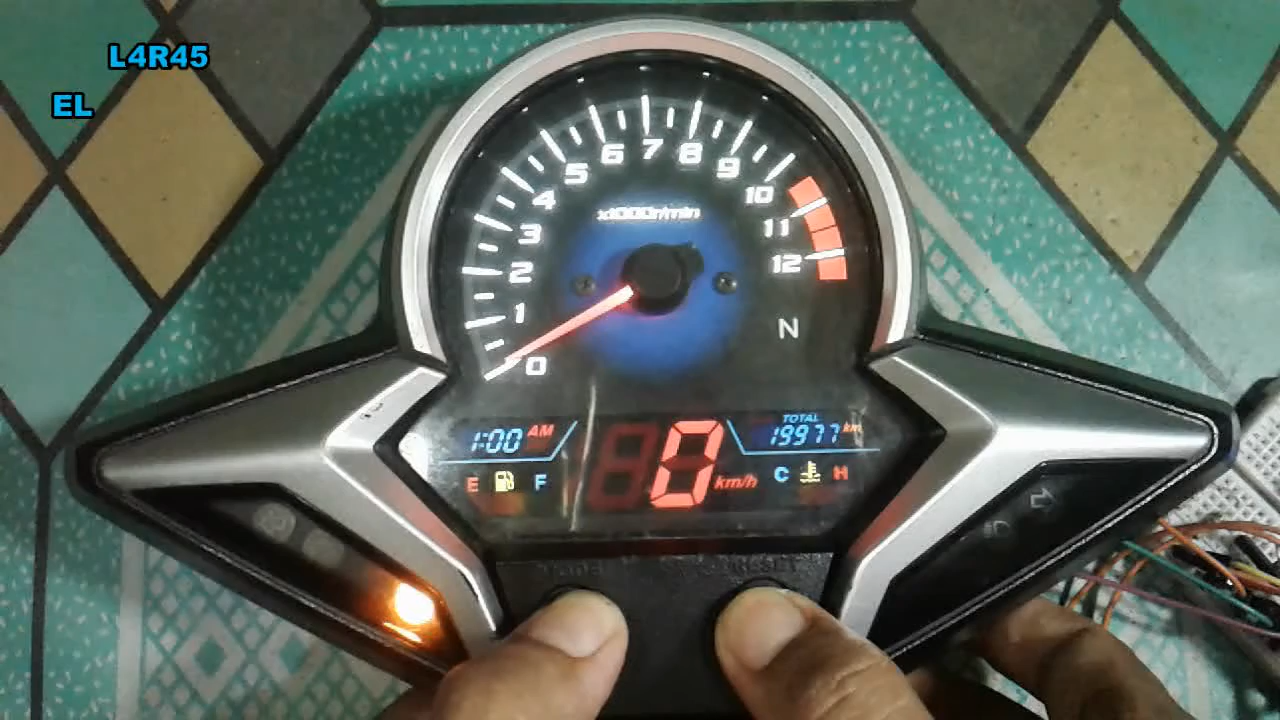 L4R45
EL
0
1
2
3
4
5
6
7
8
9
10
11
12
x1000r/min
N
1:00 AM
TOTAL
19977 km
0 km/h
E F
C H
RESET